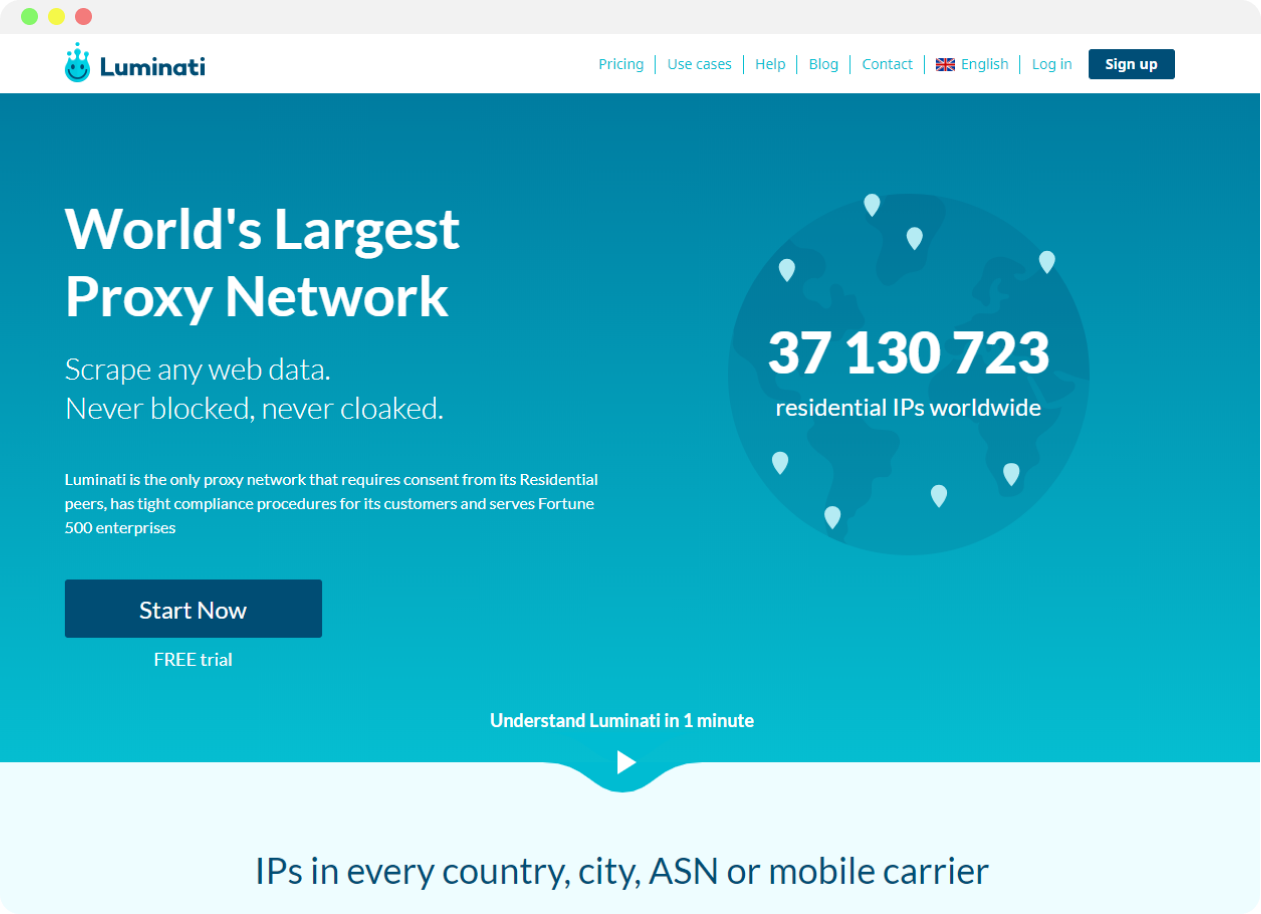 Luminati
Pricing
Use cases
Help
Blog
Contact
English
Log in
Sign up
World's Largest
Proxy Network
Scrape any web data.
Never blocked, never cloaked.
Luminati is the only proxy network that requires consent from its Residential
peers, has tight compliance procedures for its customers and serves Fortune
500 enterprises
Start Now
FREE trial
37 130 723
residential IPs worldwide
Understand Luminati in 1 minute
IPs in every country, city, ASN or mobile carrier